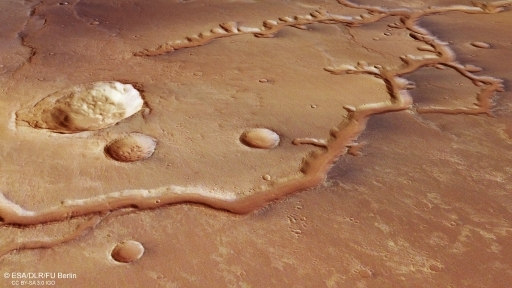 © ESA/DLR/FU Berlin
CC BY-SA 3.0 IGO